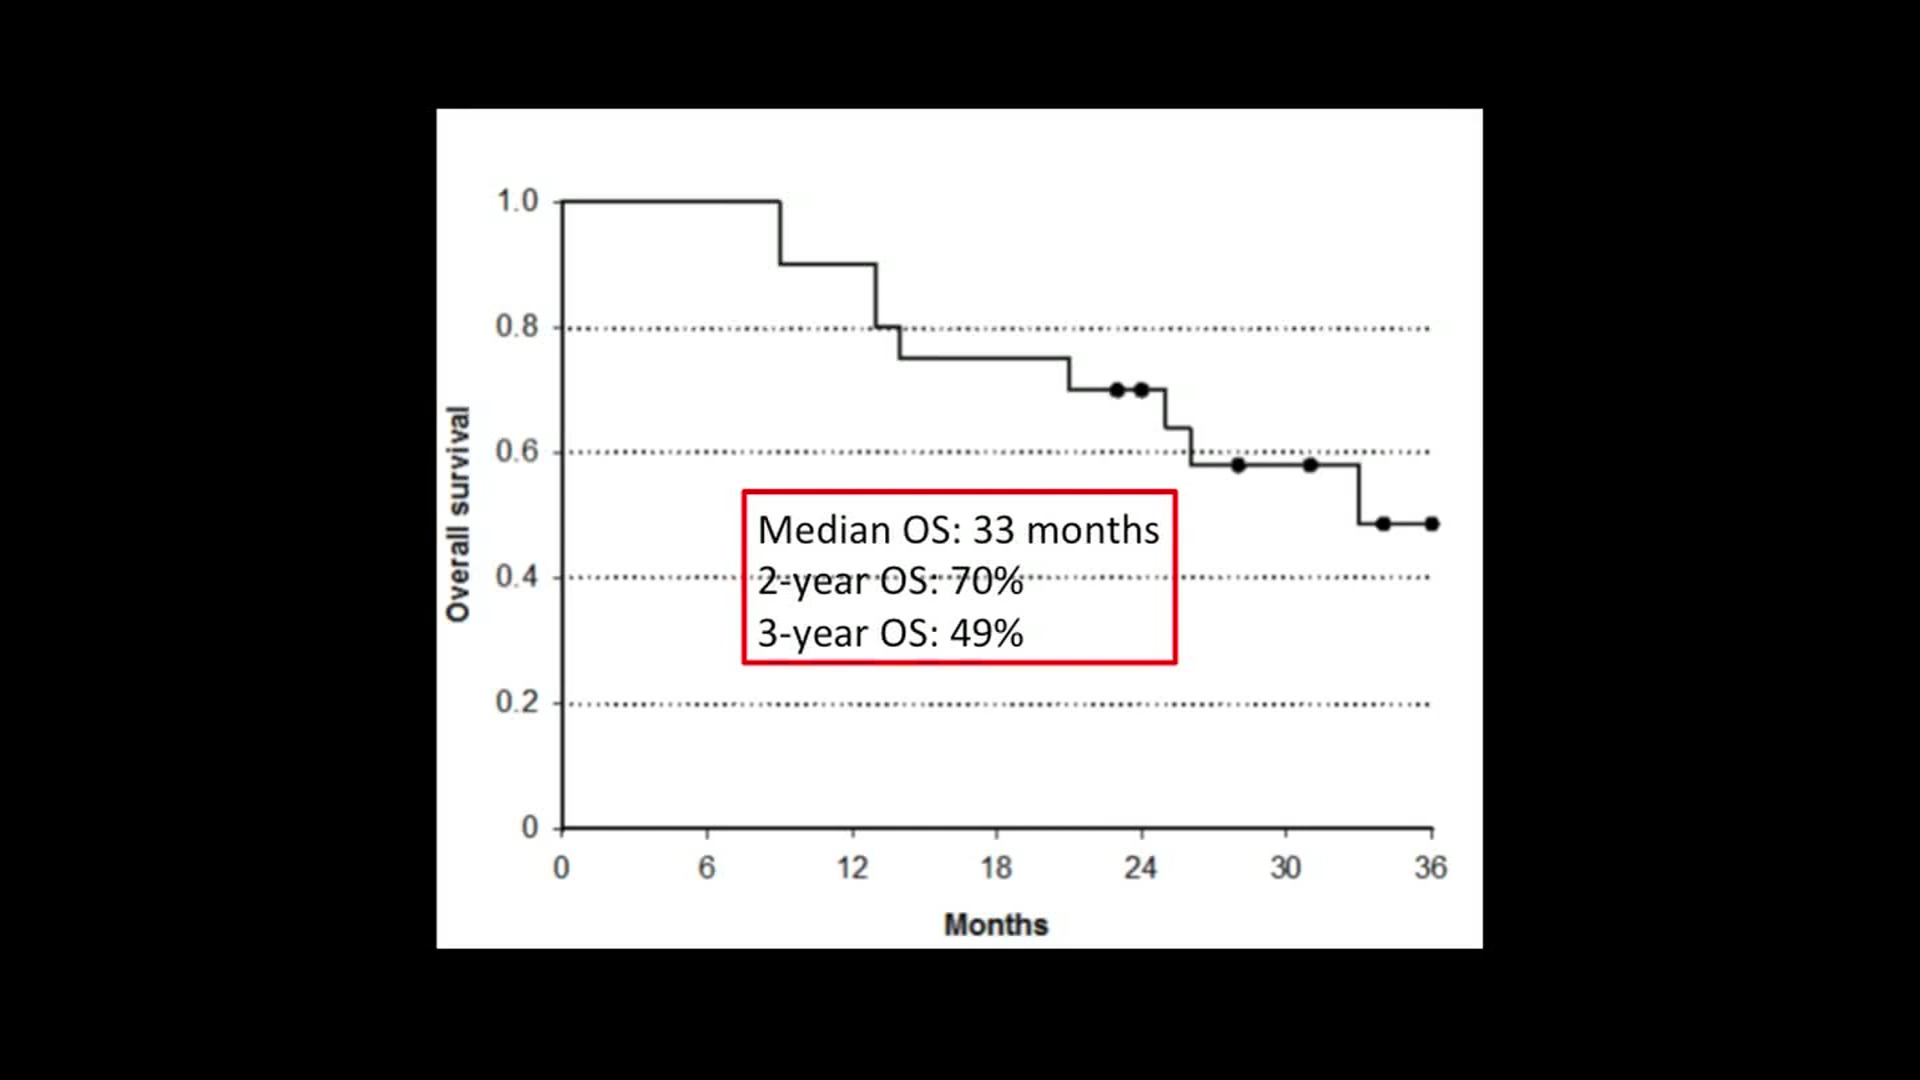 1.0
0.8
0.6
0.4
0.2
0
Overall survival
Median OS: 33 months
2-year OS: 70%
3-year OS: 49%
0 6 12 18 24 30 36
Months